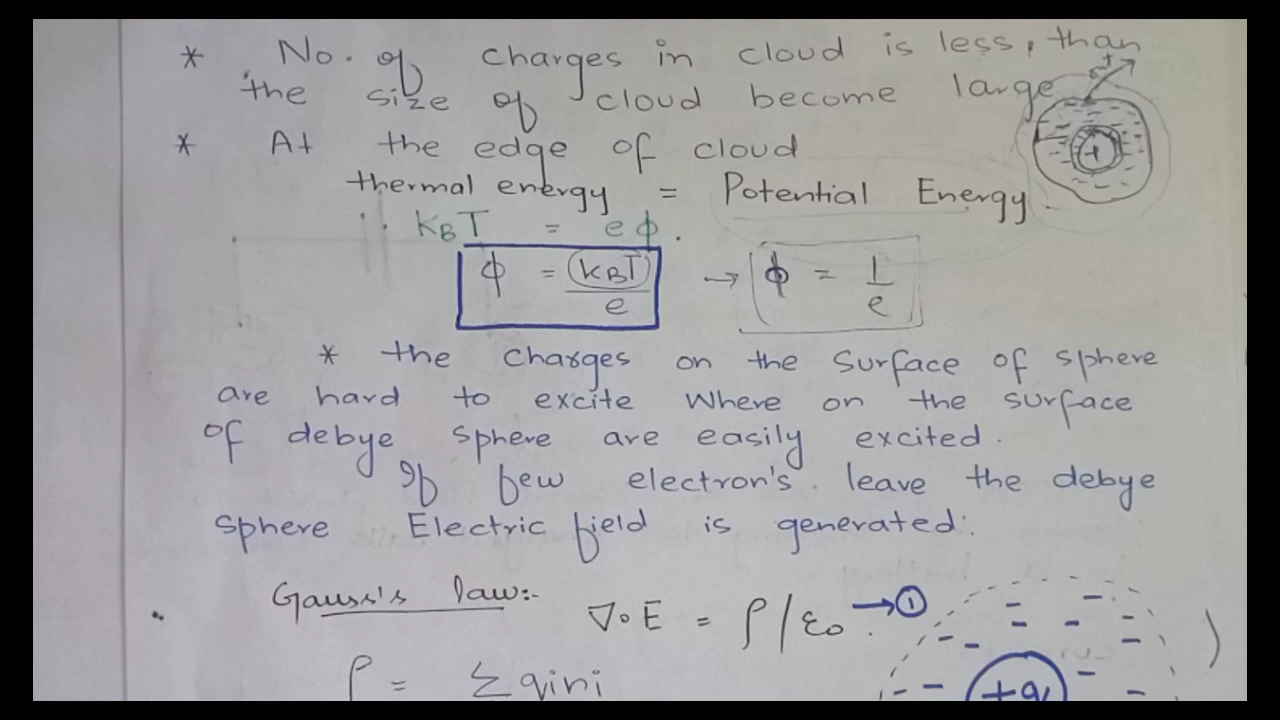 * No. of charges in cloud is less, than
the size of cloud become large
* At the edge of cloud
thermal energy = Potential Energy.
KBT = eϕ.
ϕ = KBT/e → ϕ = 1/e
* the charges on the surface of sphere
are hard to excite where on the surface
of debye sphere are easily excited.
If few electron's leave the debye
sphere Electric field is generated.
Gauss's law:-
∇∘E = ρ/ε₀. → ①
ρ = Σqini
+q